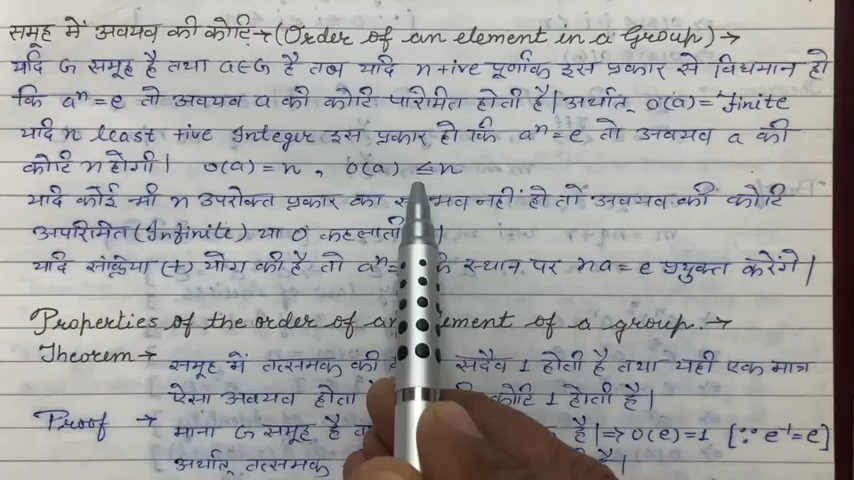 समूह में अवयव की कोटि→(Order of an element in a Group)→
यदि G समूह है तथा a∈G है तब यदि n +ive पूर्णांक इस प्रकार से विद्यमान हो
कि aⁿ=e तो अवयव a की कोटि परिमित होती है| अर्थात् o(a)= finite
यदि n least +ive Integer इस प्रकार हो कि aⁿ=e तो अवयव a की
कोटि n होगी| o(a)=n, o(a) ≤n
यदि कोई भी n उपरोक्त प्रकार का नहीं हो तो अवयव की कोटि
अपरिमित (Infinite) या 0 कहलाती
यदि संक्रिया (+) योग की है तो aⁿ= स्थान पर na=e प्रयुक्त करेंगे|
Properties of the order of an element of a group.→
Theorem→ समूह में तत्समक की सदैव 1 होती है तथा यही एक मात्र
ऐसा अवयव होता कोटि 1 होती है|
Proof → माना G समूह है है|⇒o(e)=1 [∵ e¹=e]
अर्थात् तत्समक है|